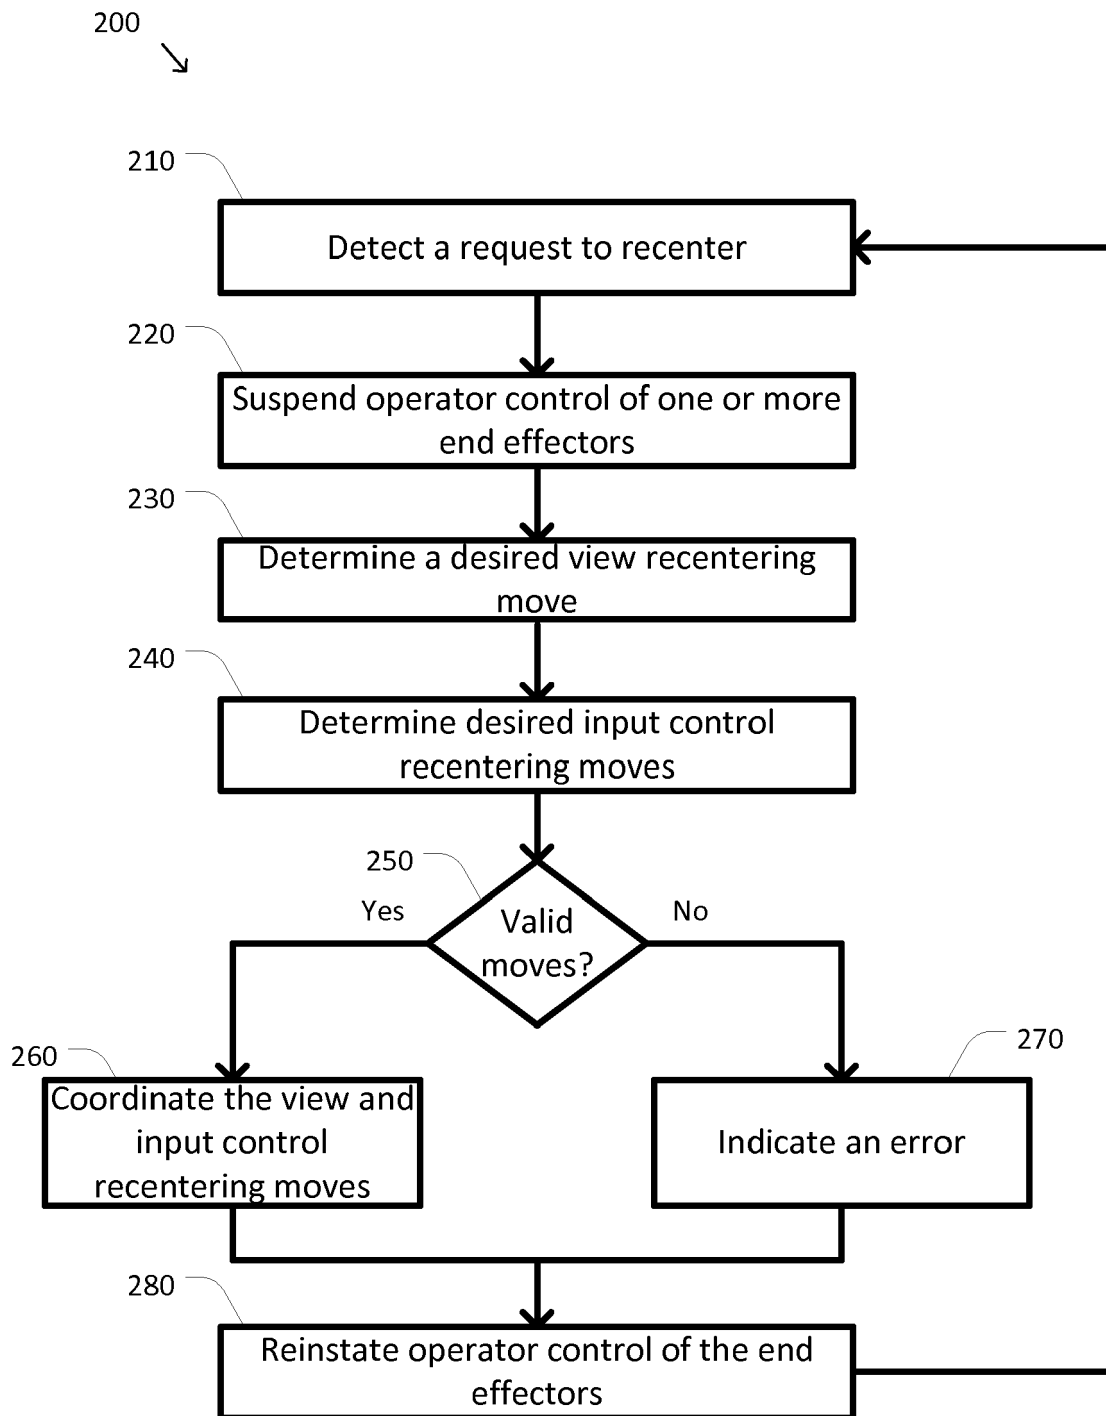 200
210
Detect a request to recenter
220
Suspend operator control of one or more
end effectors
230
Determine a desired view recentering
move
240
Determine desired input control
recentering moves
250
Yes
No
Valid
moves?
260
270
Coordinate the view and
input control
recentering moves
Indicate an error
280
Reinstate operator control of the end
effectors